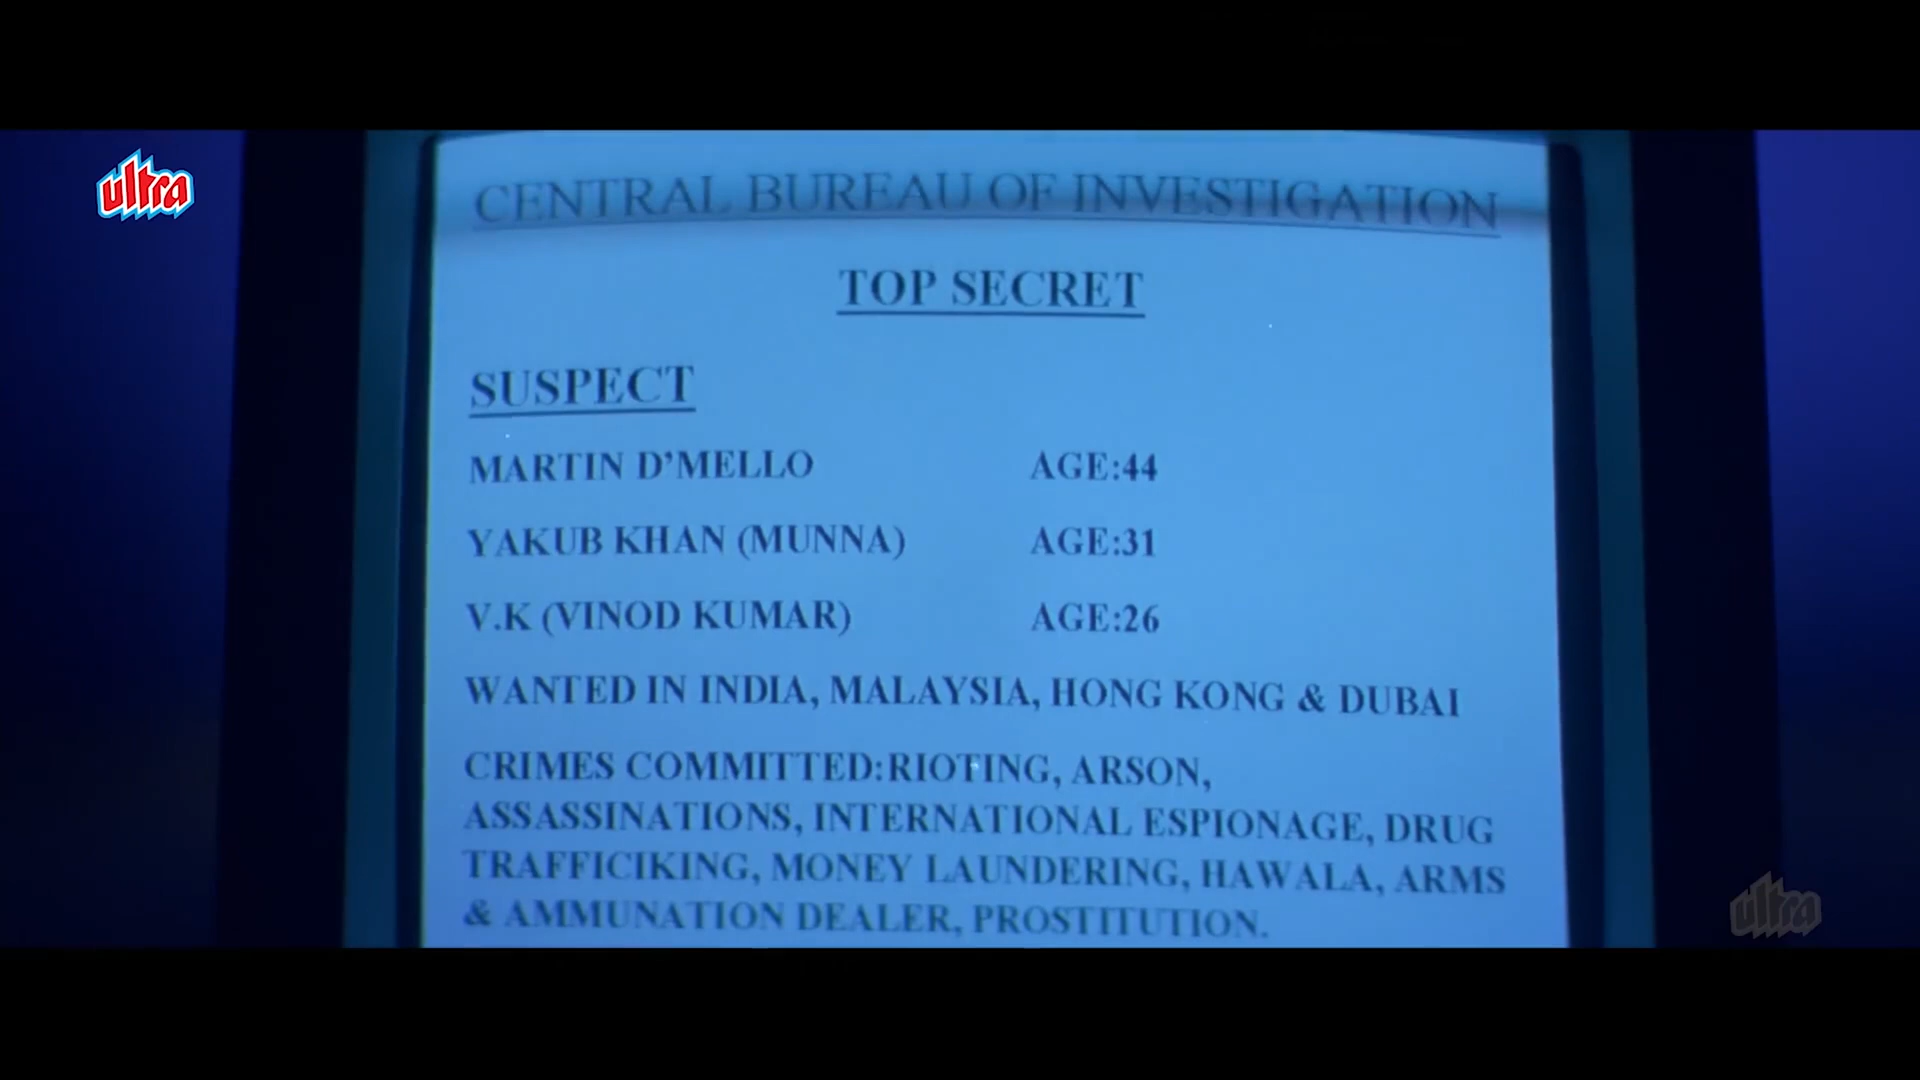 ultra
CENTRAL BUREAU OF INVESTIGATION
TOP SECRET
SUSPECT
MARTIN D’MELLO AGE:44
YAKUB KHAN (MUNNA) AGE:31
V.K (VINOD KUMAR) AGE:26
WANTED IN INDIA, MALAYSIA, HONG KONG & DUBAI
CRIMES COMMITTED:RIOTING, ARSON,
ASSASSINATIONS, INTERNATIONAL ESPIONAGE, DRUG
TRAFFICIKING, MONEY LAUNDERING, HAWALA, ARMS
& AMMUNATION DEALER, PROSTITUTION.
ultra